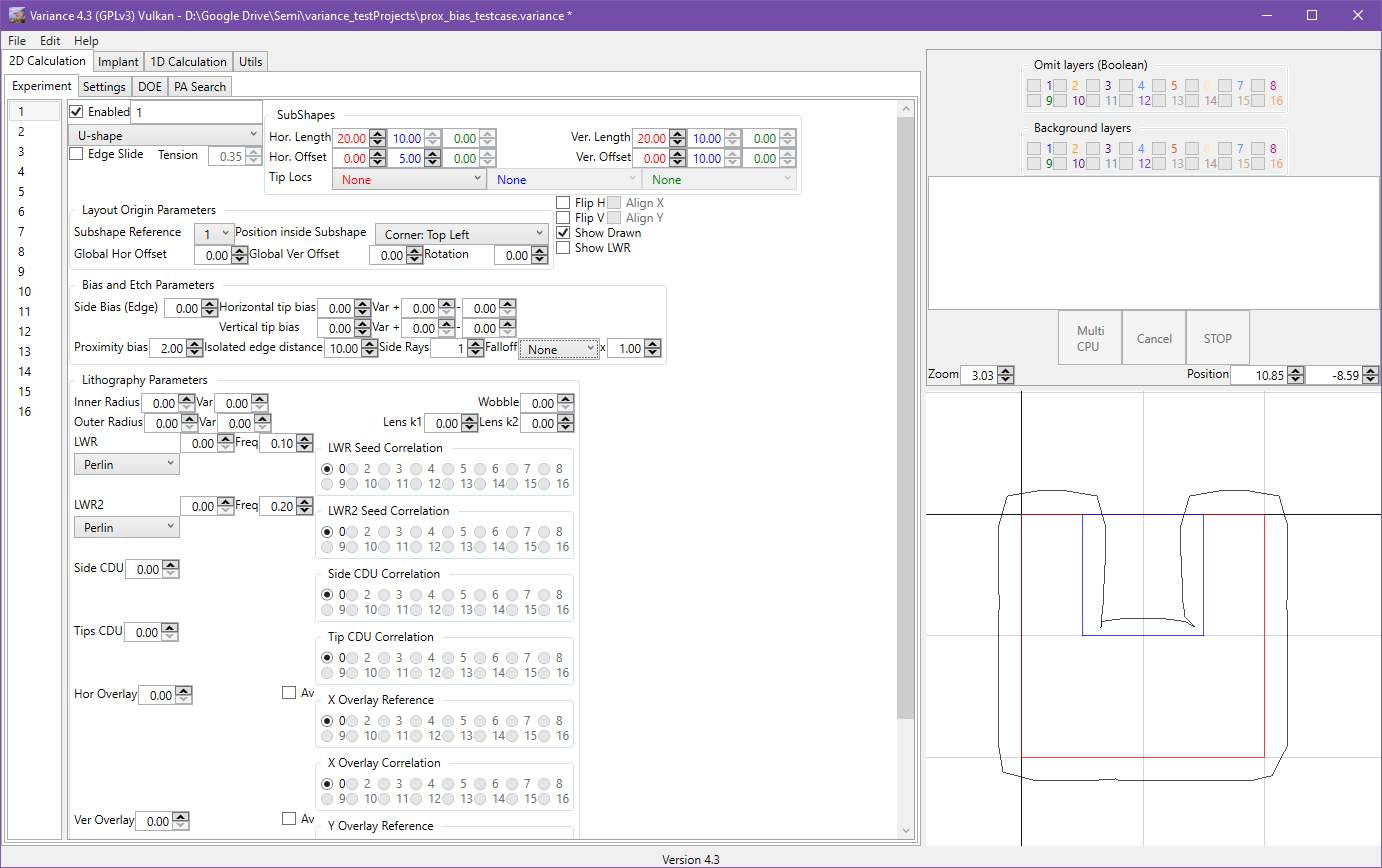 Variance 4.3 (GPLv3) Vulkan - D:\Google Drive\Semi\variance_testProjects\prox_bias_testcase.variance *
File Edit Help
2D Calculation Implant 1D Calculation Utils
Experiment Settings DOE PA Search
1
2
3
4
5
6
7
8
9
10
11
12
13
14
15
16
Enabled 1
U-shape
Edge Slide Tension 0.35
SubShapes
Hor. Length 20.00 10.00 0.00 Ver. Length 20.00 10.00 0.00
Hor. Offset 0.00 5.00 0.00 Ver. Offset 0.00 10.00 0.00
Tip Locs None None None
Layout Origin Parameters
Subshape Reference 1 Position inside Subshape Corner: Top Left
Global Hor Offset 0.00 Global Ver Offset 0.00 Rotation 0.00
Flip H Align X
Flip V Align Y
Show Drawn
Show LWR
Bias and Etch Parameters
Side Bias (Edge) 0.00 Horizontal tip bias 0.00 Var + 0.00 - 0.00
Vertical tip bias 0.00 Var + 0.00 - 0.00
Proximity bias 2.00 Isolated edge distance 10.00 Side Rays 1 Falloff None x 1.00
Lithography Parameters
Inner Radius 0.00 Var 0.00 Wobble 0.00
Outer Radius 0.00 Var 0.00 Lens k1 0.00 Lens k2 0.00
LWR 0.00 Freq 0.10
Perlin
LWR Seed Correlation
0 2 3 4 5 6 7 8
9 10 11 12 13 14 15 16
LWR2 0.00 Freq 0.20
Perlin
LWR2 Seed Correlation
0 2 3 4 5 6 7 8
9 10 11 12 13 14 15 16
Side CDU 0.00
Side CDU Correlation
0 2 3 4 5 6 7 8
9 10 11 12 13 14 15 16
Tips CDU 0.00
Tip CDU Correlation
0 2 3 4 5 6 7 8
9 10 11 12 13 14 15 16
Hor Overlay 0.00 Av
X Overlay Reference
0 2 3 4 5 6 7 8
9 10 11 12 13 14 15 16
X Overlay Correlation
0 2 3 4 5 6 7 8
9 10 11 12 13 14 15 16
Ver Overlay 0.00 Av
Y Overlay Reference
Omit layers (Boolean)
1 2 3 4 5 6 7 8
9 10 11 12 13 14 15 16
Background layers
1 2 3 4 5 6 7 8
9 10 11 12 13 14 15 16
Multi
CPU
Cancel
STOP
Zoom 3.03 Position 10.85 -8.59
Version 4.3